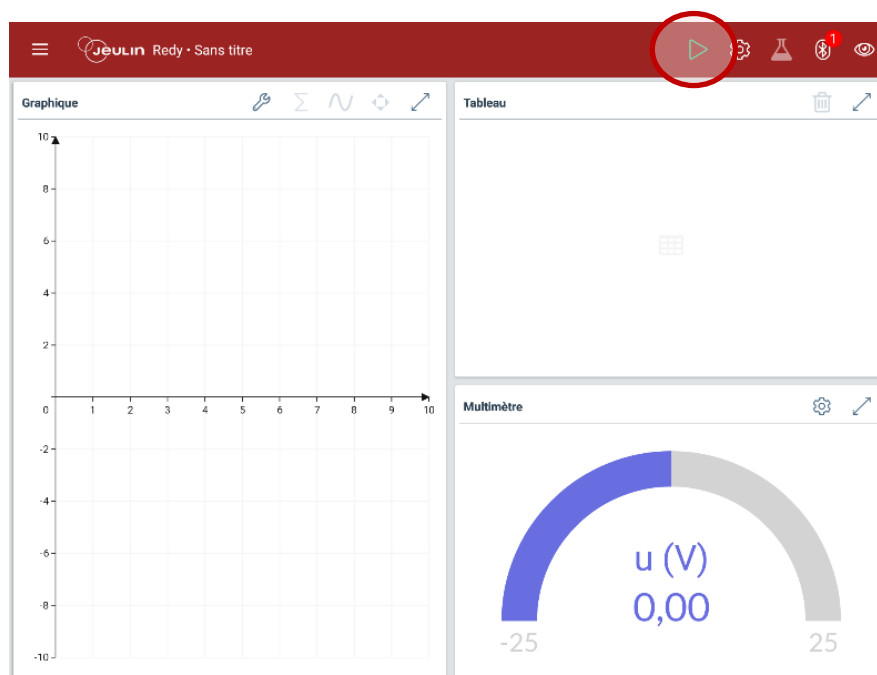 Jeulin Redy • Sans titre
1
Graphique
10
8
6
4
2
0 1 2 3 4 5 6 7 8 9 10
-2
-4
-6
-8
-10
Tableau
Multimètre
u (V)
0,00
-25 25